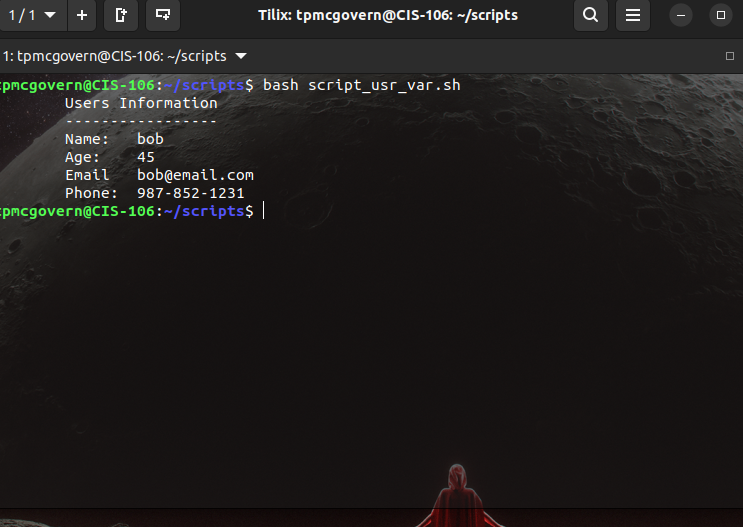 1 / 1
Tilix: tpmcgovern@CIS-106: ~/scripts
1: tpmcgovern@CIS-106: ~/scripts
tpmcgovern@CIS-106:~/scripts$ bash script_usr_var.sh
Users Information
-----------------
Name: bob
Age: 45
Email bob@email.com
Phone: 987-852-1231
tpmcgovern@CIS-106:~/scripts$